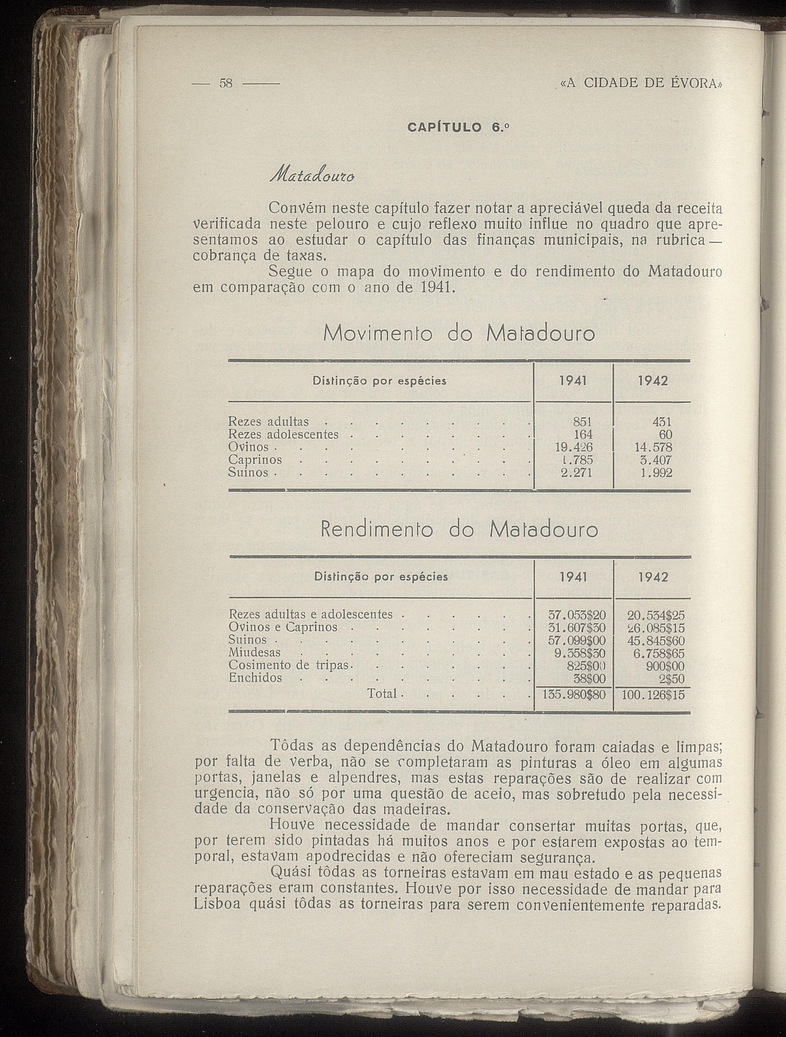 — 58 —— «A CIDADE DE ÉVORA»
CAPÍTULO 6.º
Matadouro
Convém neste capítulo fazer notar a apreciável queda da receita
verificada neste pelouro e cujo reflexo muito influe no quadro que apre-
sentamos ao estudar o capítulo das finanças municipais, na rubrica —
cobrança de taxas.
Segue o mapa do movimento e do rendimento do Matadouro
em comparação com o ano de 1941.
Movimento do Matadouro
Distinção por espécies 1941 1942
Rezes adultas . . . . . . . . . 851 431
Rezes adolescentes . . . . . . . . 164 60
Ovinos . . . . . . . . . . . 19.426 14.578
Caprinos . . . . . . . . . . 1.785 3.407
Suinos . . . . . . . . . . . 2.271 1.992
Rendimento do Matadouro
Distinção por espécies 1941 1942
Rezes adultas e adolescentes . . . . . . 37.053$20 20.534$25
Ovinos e Caprinos . . . . . . . . 31.607$30 26.085$15
Suinos . . . . . . . . . . . 57.099$00 45.845$60
Miudesas . . . . . . . . . . 9.358$30 6.758$65
Cosimento de tripas . . . . . . . . 825$00 900$00
Enchidos . . . . . . . . . . 38$00 2$50
Total . . . . . . 135.980$80 100.126$15
Tôdas as dependências do Matadouro foram caiadas e limpas;
por falta de verba, não se completaram as pinturas a óleo em algumas
portas, janelas e alpendres, mas estas reparações são de realizar com
urgencia, não só por uma questão de aceio, mas sobretudo pela necessi-
dade da conservação das madeiras.
Houve necessidade de mandar consertar muitas portas, que,
por terem sido pintadas há muitos anos e por estarem expostas ao tem-
poral, estavam apodrecidas e não ofereciam segurança.
Quási tôdas as torneiras estavam em mau estado e as pequenas
reparações eram constantes. Houve por isso necessidade de mandar para
Lisboa quási tôdas as torneiras para serem convenientemente reparadas.